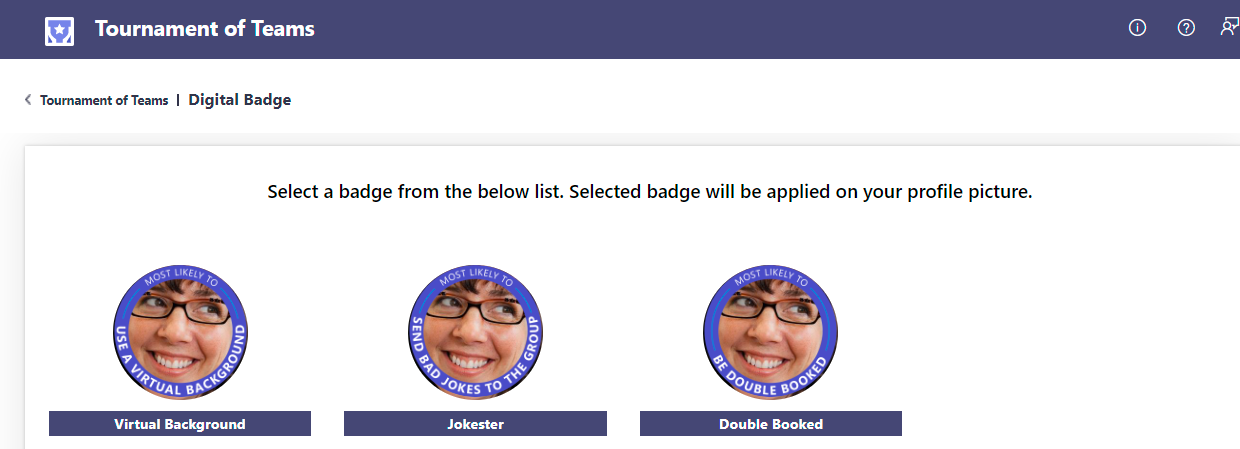 Tournament of Teams
Tournament of Teams | Digital Badge
Select a badge from the below list. Selected badge will be applied on your profile picture.
MOST LIKELY TO
USE A VIRTUAL BACKGROUND
MOST LIKELY TO
SEND BAD JOKES TO THE GROUP
MOST LIKELY TO
BE DOUBLE BOOKED
Virtual Background
Jokester
Double Booked